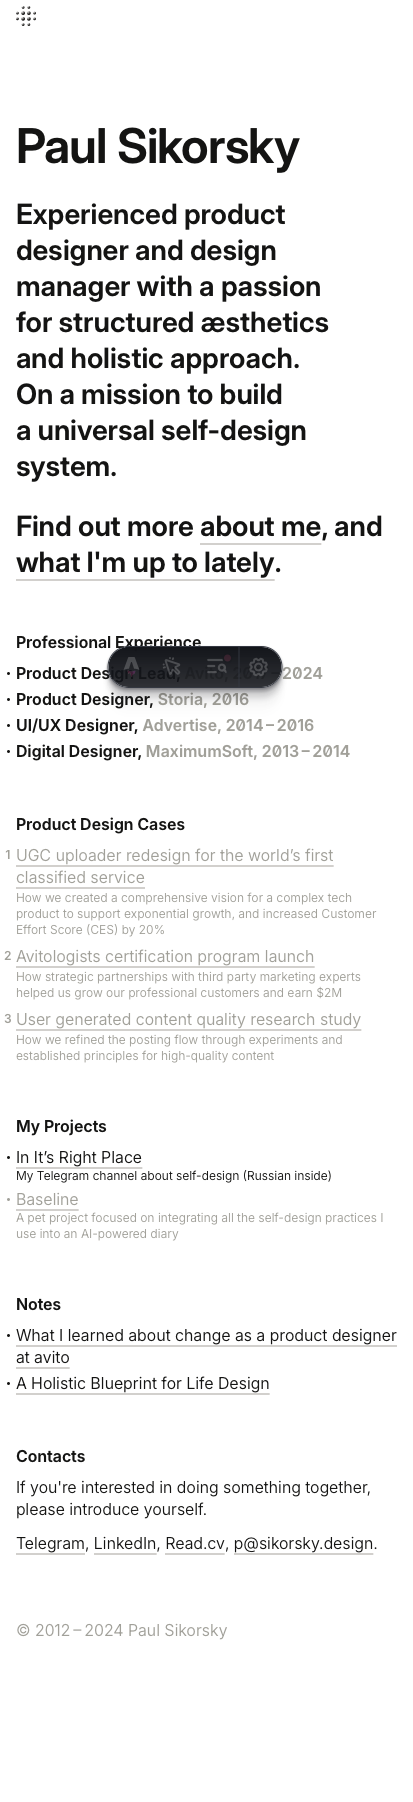 Paul Sikorsky
Experienced product
designer and design
manager with a passion
for structured æsthetics
and holistic approach.
On a mission to build
a universal self-design
system.
Find out more about me, and
what I'm up to lately.
Professional Experience
· Product Design Lead, Avito, 2024
· Product Designer, Storia, 2016
· UI/UX Designer, Advertise, 2014 – 2016
· Digital Designer, MaximumSoft, 2013 – 2014
Product Design Cases
1 UGC uploader redesign for the world’s first
classified service
How we created a comprehensive vision for a complex tech
product to support exponential growth, and increased Customer
Effort Score (CES) by 20%
2 Avitologists certification program launch
How strategic partnerships with third party marketing experts
helped us grow our professional customers and earn $2M
3 User generated content quality research study
How we refined the posting flow through experiments and
established principles for high-quality content
My Projects
· In It’s Right Place
My Telegram channel about self-design (Russian inside)
· Baseline
A pet project focused on integrating all the self-design practices I
use into an AI-powered diary
Notes
· What I learned about change as a product designer
at avito
· A Holistic Blueprint for Life Design
Contacts
If you're interested in doing something together,
please introduce yourself.
Telegram, LinkedIn, Read.cv, p@sikorsky.design.
© 2012 – 2024 Paul Sikorsky